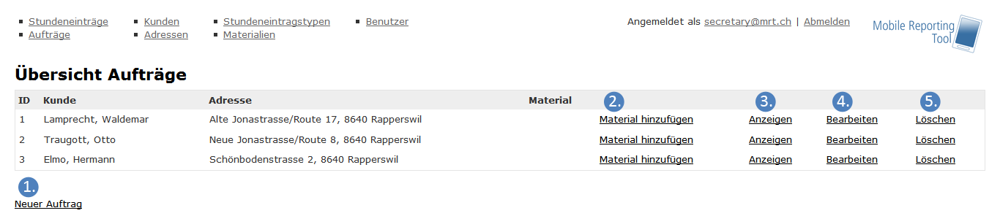 Stundeneinträge Kunden Stundeneintragstypen Benutzer Angemeldet als secretary@mrt.ch | Abmelden
Aufträge Adressen Materialien
Mobile Reporting
Tool
Übersicht Aufträge
ID Kunde Adresse Material 2. 3. 4. 5.
1 Lamprecht, Waldemar Alte Jonastrasse/Route 17, 8640 Rapperswil Material hinzufügen Anzeigen Bearbeiten Löschen
2 Traugott, Otto Neue Jonastrasse/Route 8, 8640 Rapperswil Material hinzufügen Anzeigen Bearbeiten Löschen
3 Elmo, Hermann Schönbodenstrasse 2, 8640 Rapperswil Material hinzufügen Anzeigen Bearbeiten Löschen
1.
Neuer Auftrag